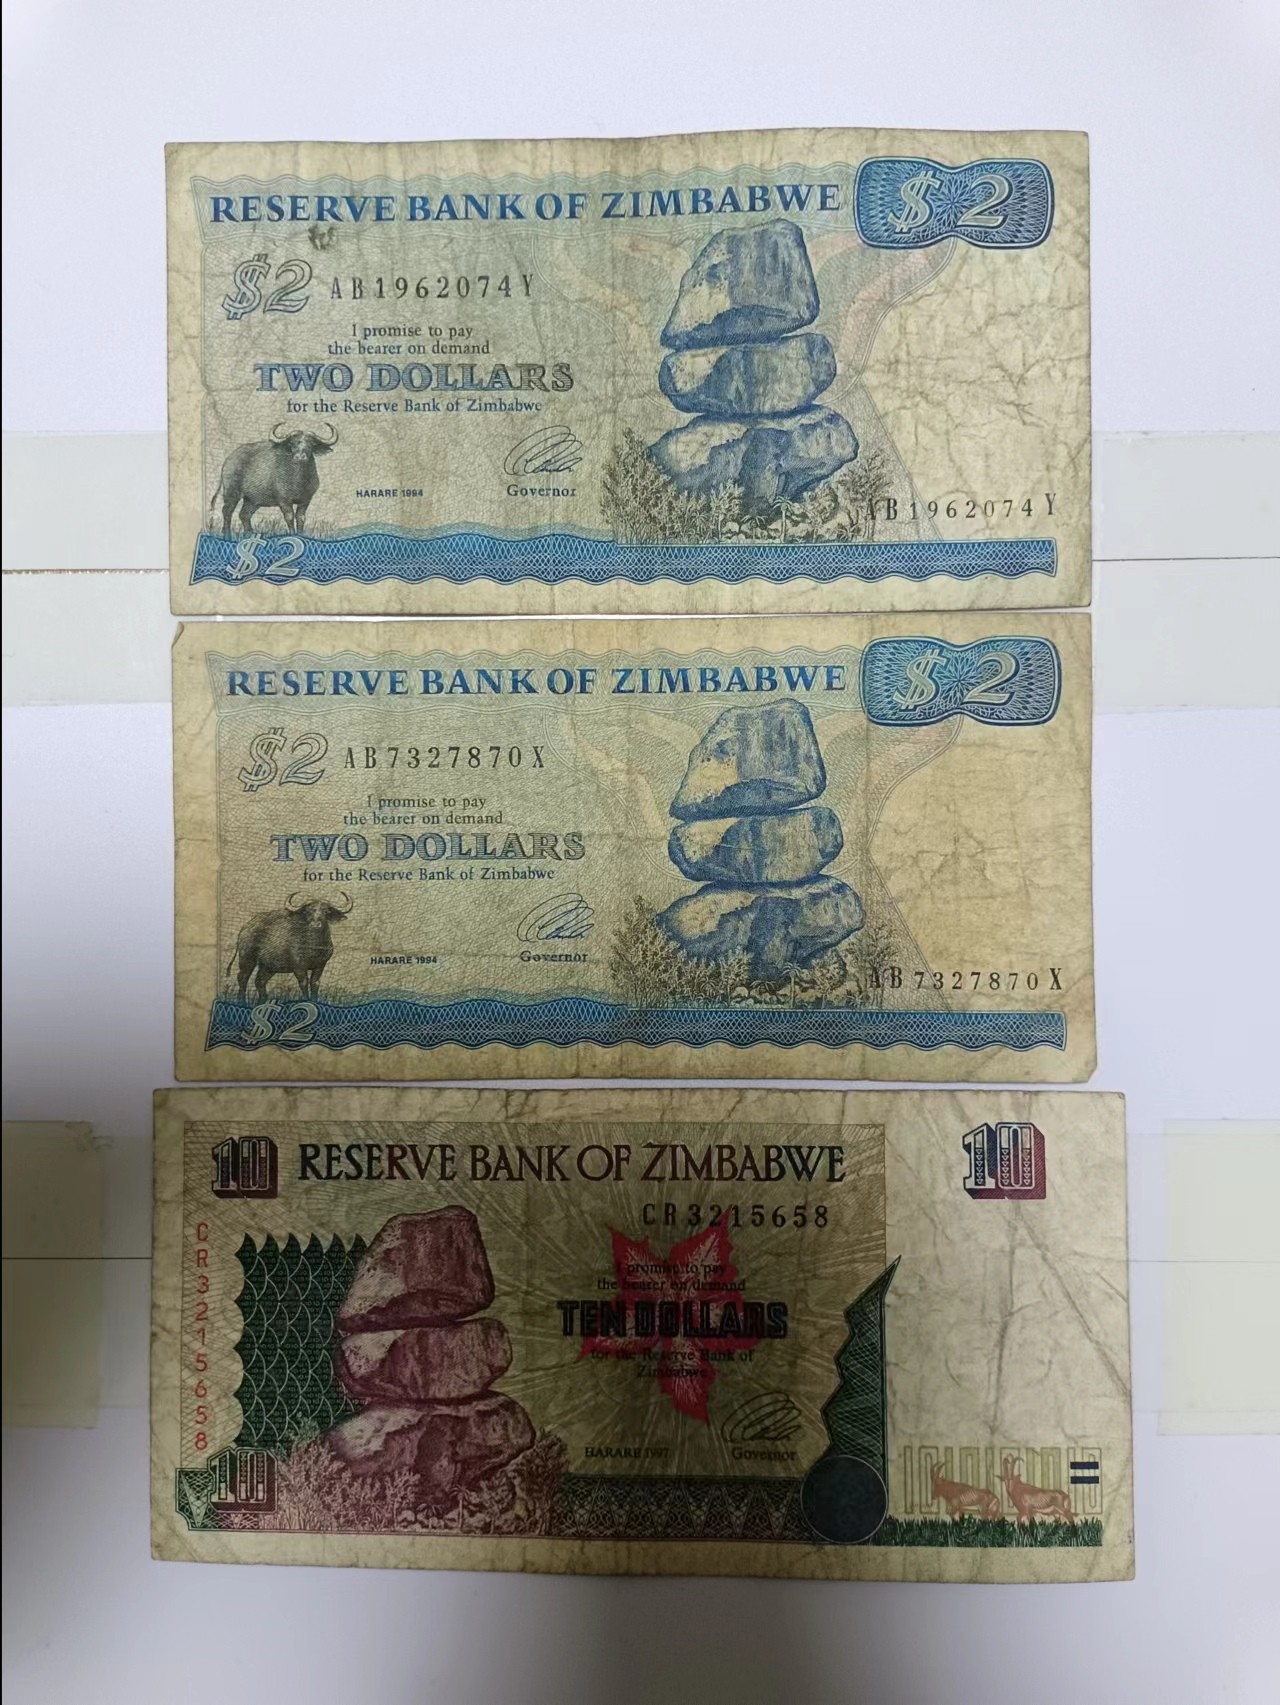 RESERVE BANK OF ZIMBABWE
$2
$2 AB1962074Y
I promise to pay
the bearer on demand
TWO DOLLARS
for the Reserve Bank of Zimbabwe
HARARE 1994
Governor
AB1962074Y
$2
RESERVE BANK OF ZIMBABWE
$2
$2 AB7327870X
I promise to pay
the bearer on demand
TWO DOLLARS
for the Reserve Bank of Zimbabwe
HARARE 1994
Governor
AB7327870X
$2
10 RESERVE BANK OF ZIMBABWE
10
CR3215658
CR3215658
I promise to pay
the bearer on demand
TEN DOLLARS
for the Reserve Bank of
Zimbabwe
HARARE 1997
Governor
10